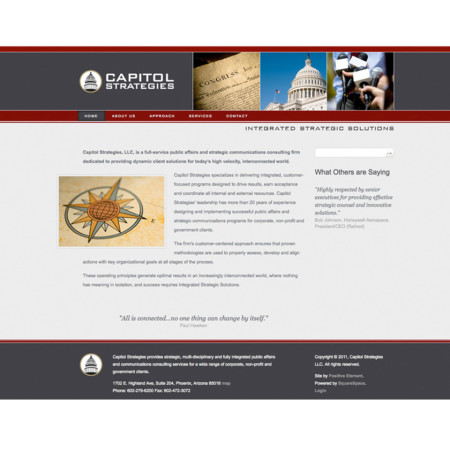 CAPITOL
STRATEGIES
CONGRESS
HOME ABOUT US APPROACH SERVICES CONTACT
INTEGRATED STRATEGIC SOLUTIONS
Capitol Strategies, LLC, is a full-service public affairs and strategic communications consulting firm
dedicated to providing dynamic client solutions for today's high velocity, interconnected world.
Capitol Strategies specializes in delivering integrated, customer-
focused programs designed to drive results, earn acceptance
and coordinate all internal and external resources. Capitol
Strategies' leadership has more than 20 years of experience
designing and implementing successful public affairs and
strategic communications programs for corporate, non-profit and
government clients.
The firm's customer-centered approach ensures that proven
methodologies are used to properly assess, develop and align
actions with key organizational goals at all stages of the process.
These operating principles generate optimal results in an increasingly interconnected world, where nothing
has meaning in isolation, and success requires Integrated Strategic Solutions.
"All is connected...no one thing can change by itself."
Paul Hawken
What Others are Saying
"Highly respected by senior
executives for providing effective
strategic counsel and innovative
solutions."
Bob Johnson, Honeywell Aerospace,
President/CEO (Retired)
Capitol Strategies provides strategic, multi-disciplinary and fully integrated public affairs
and communications consulting services for a wide range of corporate, non-profit and
government clients.
1702 E. Highland Ave, Suite 204, Phoenix, Arizona 85016 map
Phone: 602-279-6200 Fax: 602-472-3072
Copyright © 2011, Capitol Strategies
LLC. All rights reserved.
Site by Positive Element.
Powered by SquareSpace.
Login